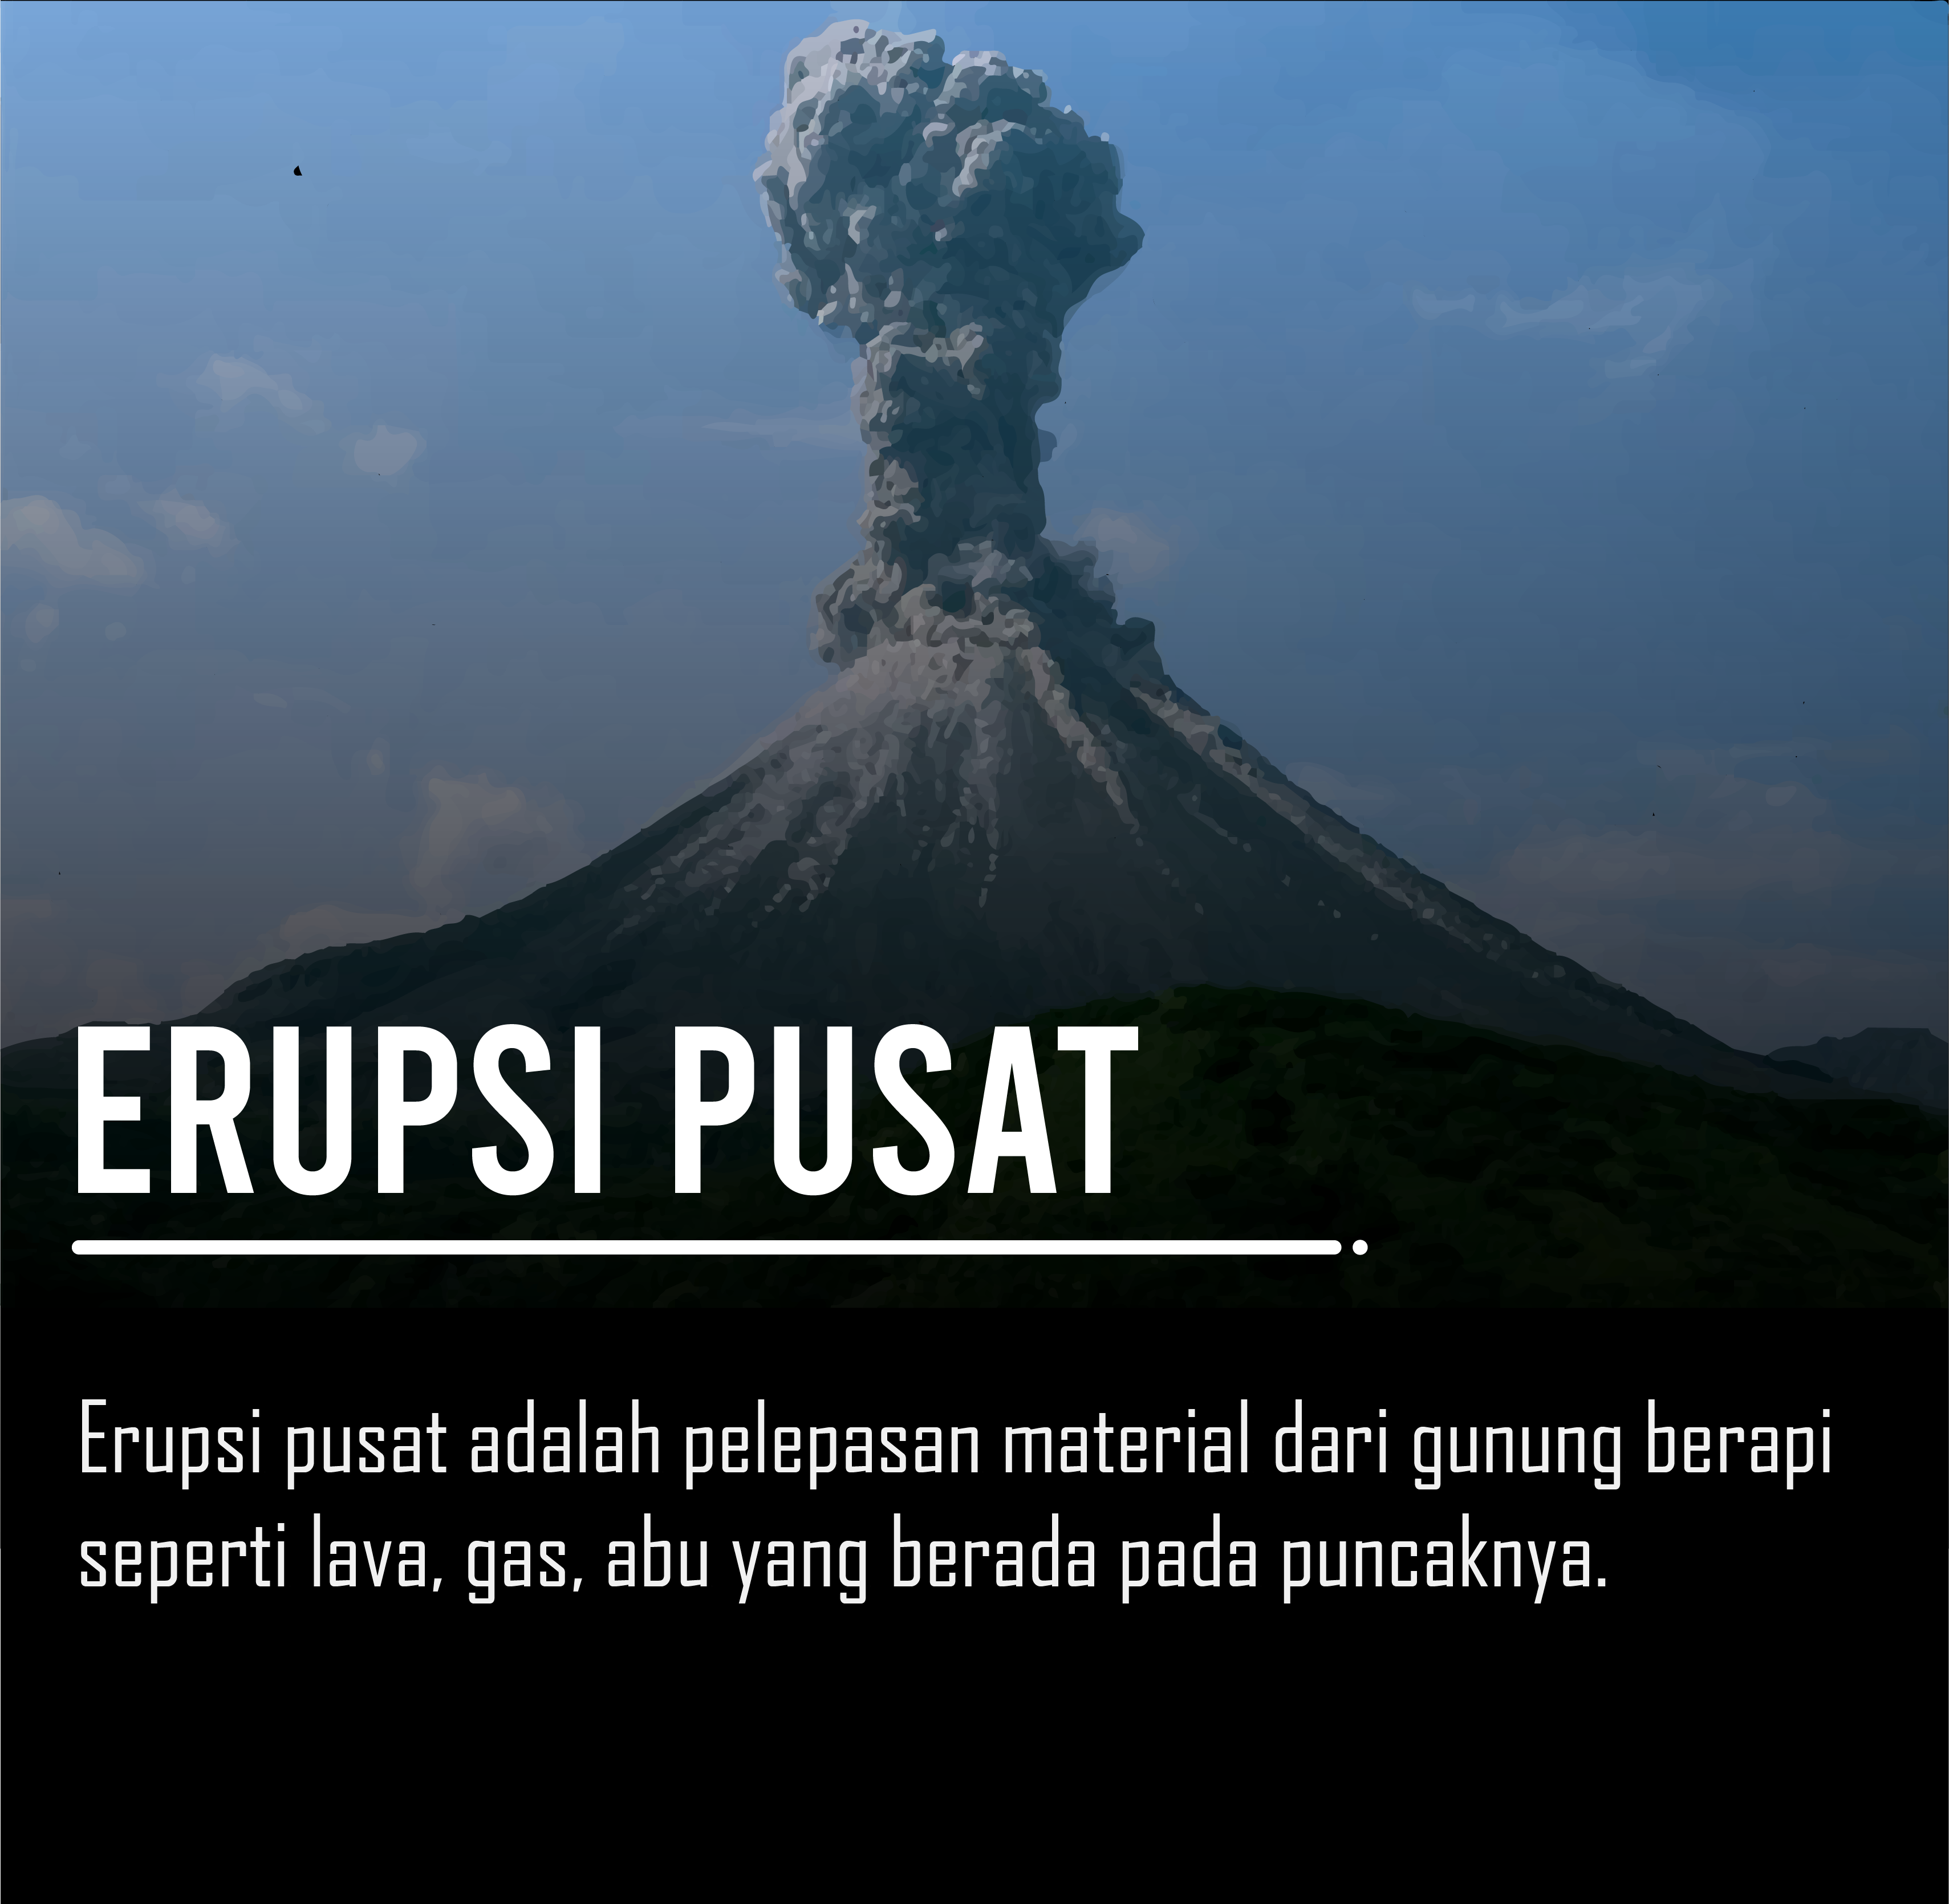 ERUPSI PUSAT
Erupsi pusat adalah pelepasan material dari gunung berapi
seperti lava, gas, abu yang berada pada puncaknya.